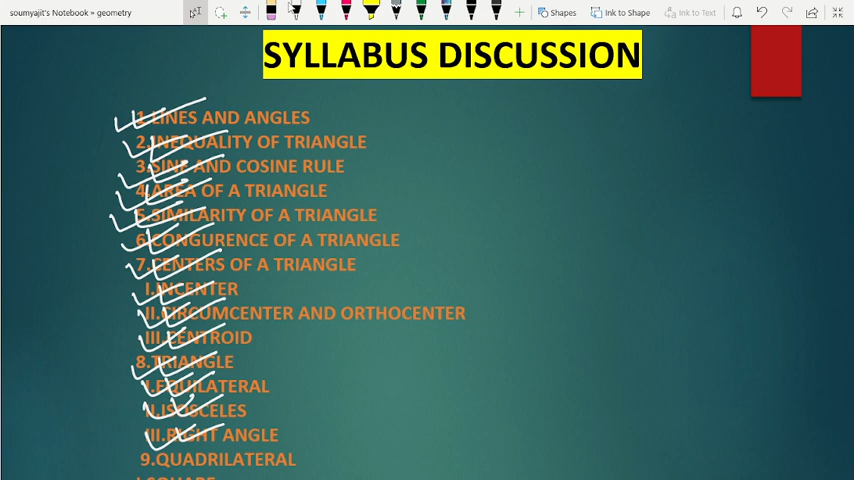 soumyajit's Notebook » geometry
Shapes
Ink to Shape
Ink to Text
SYLLABUS DISCUSSION
1.LINES AND ANGLES
2.INEQUALITY OF TRIANGLE
3.SINE AND COSINE RULE
4.AREA OF A TRIANGLE
5.SIMILARITY OF A TRIANGLE
6.CONGURENCE OF A TRIANGLE
7.CENTERS OF A TRIANGLE
I.INCENTER
II.CIRCUMCENTER AND ORTHOCENTER
III.CENTROID
8.TRIANGLE
I.EQUILATERAL
II.ISOSCELES
III.RIGHT ANGLE
9.QUADRILATERAL